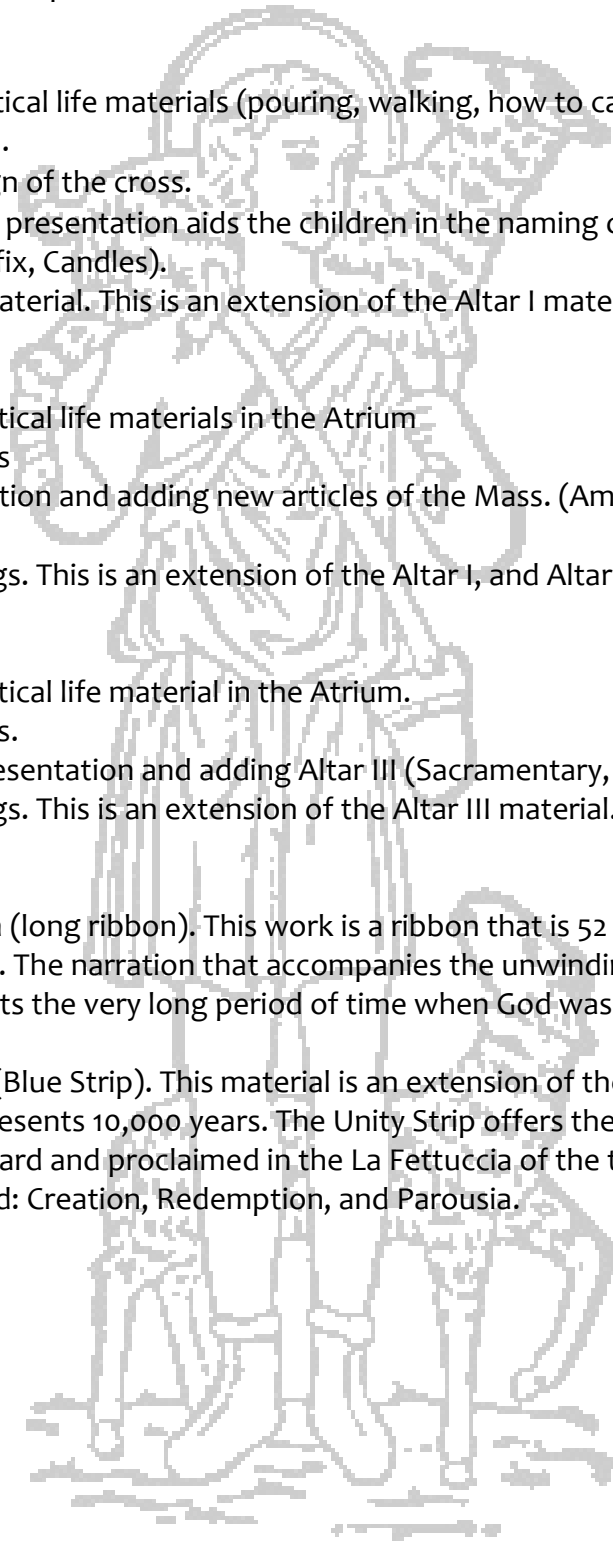 tical life materials (pouring, walking, how to ca
.
gn of the cross.
presentation aids the children in the naming
fix, Candles).
aterial. This is an extension of the Altar I mate
tical life materials in the Atrium
s
tion and adding new articles of the Mass. (Am
gs. This is an extension of the Altar I, and Altar
tical life material in the Atrium.
s.
esentation and adding Altar III (Sacramentary,
gs. This is an extension of the Altar III material.
(long ribbon). This work is a ribbon that is 52
. The narration that accompanies the unwindin
ts the very long period of time when God was
(Blue Strip). This material is an extension of the
resents 10,000 years. The Unity Strip offers the
ard and proclaimed in the La Fettuccia of the t
d: Creation, Redemption, and Parousia.